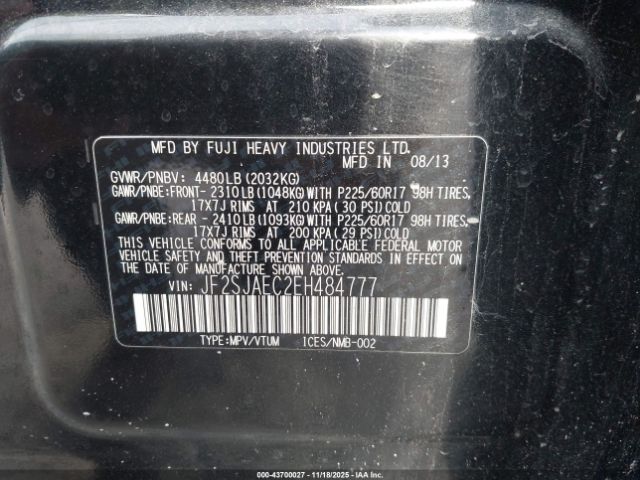 MFD BY FUJI HEAVY INDUSTRIES LTD.
MFD IN 08/13
GVWR/PNBV: 4480LB(2032KG)
GAWR/PNBE:FRONT- 2310LB(1048KG)WITH P225/60R17 98H TIRES,
17X7J RIMS AT 210 KPA(30 PSI)COLD
GAWR/PNBE:REAR - 2410LB(1093KG)WITH P225/60R17 98H TIRES,
17X7J RIMS AT 200 KPA(29 PSI)COLD
THIS VEHICLE CONFORMS TO ALL APPLICABLE FEDERAL MOTOR
VEHICLE SAFETY AND THEFT PREVENTION STANDARDS IN EFFECT ON
THE DATE OF MANUFACTURE SHOWN ABOVE.
VIN: JF2SJAEC2EH484777
TYPE:MPV/VTUM ICES/NMB-002
000-43700027 - 11/18/2025 - IAAI.COM